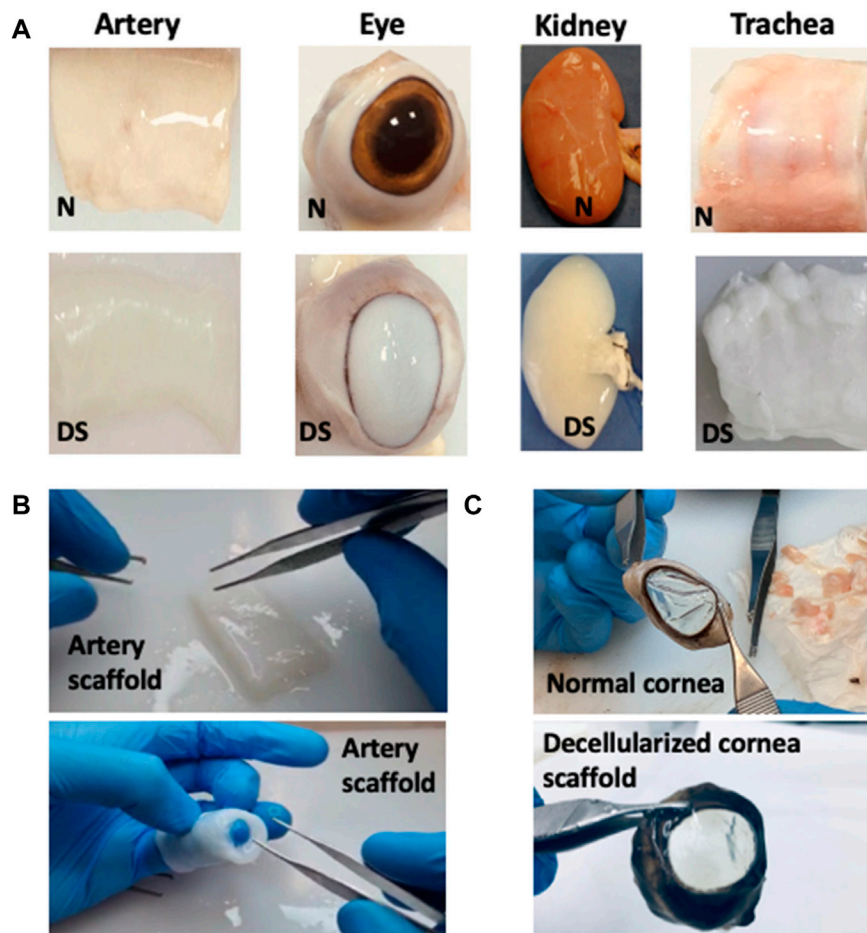 A
Artery
Eye
Kidney
Trachea
N
N
N
N
DS
DS
DS
DS
B
Artery
scaffold
Artery
scaffold
C
Normal cornea
Decellularized cornea
scaffold